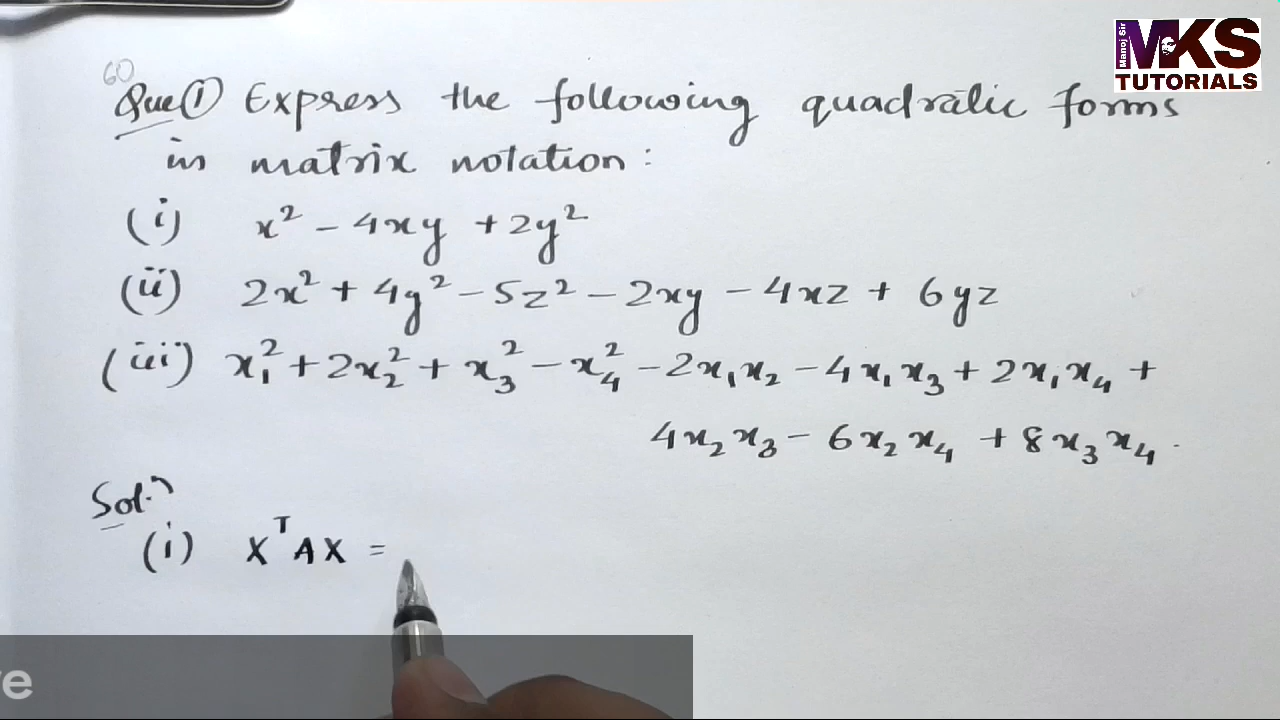 Manoj Sir
MKS
TUTORIALS
60
Que① Express the following quadratic forms
in matrix notation :
(i) x² - 4xy + 2y²
(ii) 2x² + 4y² - 5z² - 2xy - 4xz + 6yz
(iii) x₁² + 2x₂² + x₃² - x₄² - 2x₁x₂ - 4x₁x₃ + 2x₁x₄ +
4x₂x₃ - 6x₂x₄ + 8x₃x₄.
Solⁿ
(i) XᵀAX =